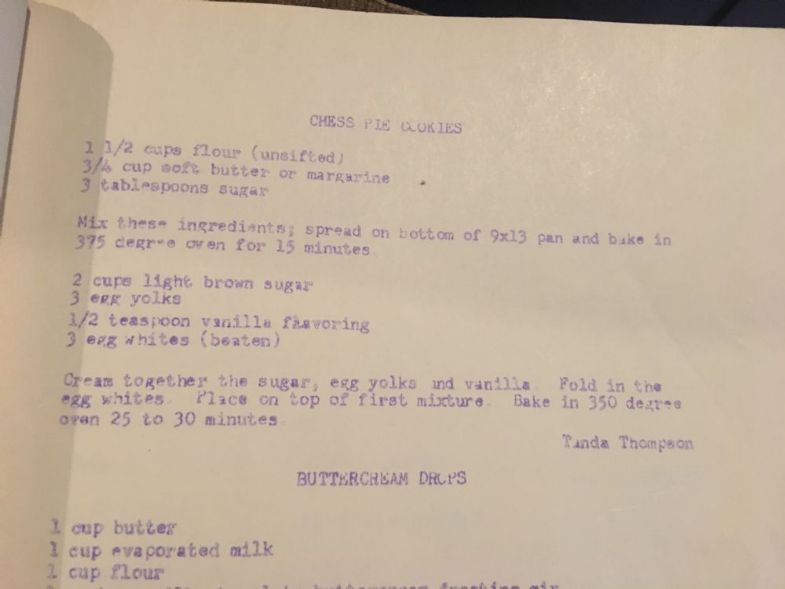 CHESS PIE COOKIES
1 1/2 cups flour (unsifted)
3/4 cup soft butter or margarine
3 tablespoons sugar
Mix these ingredients; spread on bottom of 9x13 pan and bake in
375 degree oven for 15 minutes.
2 cups light brown sugar
3 egg yolks
1/2 teaspoon vanilla flavoring
3 egg whites (beaten)
Cream together the sugar, egg yolks and vanilla. Fold in the
egg whites. Place on top of first mixture. Bake in 350 degree
oven 25 to 30 minutes.
Tanda Thompson
BUTTERCREAM DROPS
1 cup butter
1 cup evaporated milk
1 cup flour
buttercream frosting